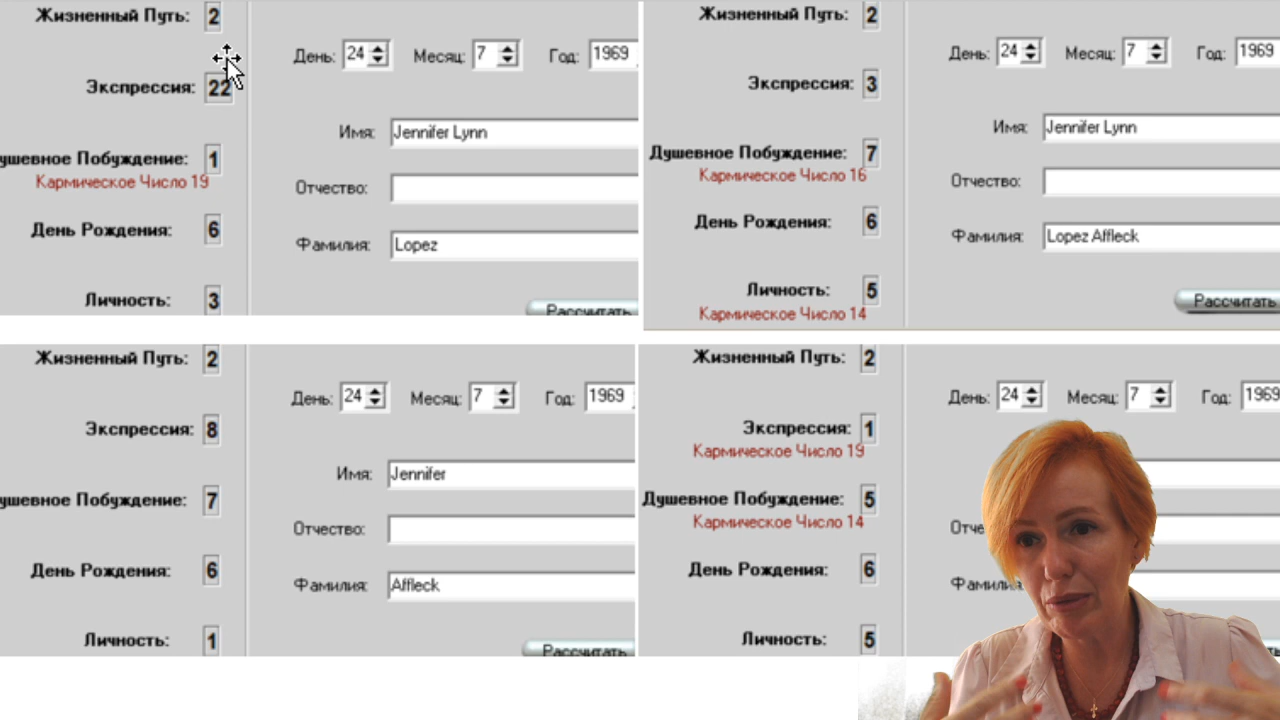 Жизненный Путь: 2
День: 24 Месяц: 7 Год: 1969
Экспрессия: 22
Имя: Jennifer Lynn
ушевное Побуждение: 1
Кармическое Число 19
Отчество:
День Рождения: 6
Фамилия: Lopez
Личность: 3
Рассчитать
Жизненный Путь: 2
День: 24 Месяц: 7 Год: 1969
Экспрессия: 3
Имя: Jennifer Lynn
Душевное Побуждение: 7
Кармическое Число 16
Отчество:
День Рождения: 6
Фамилия: Lopez Affleck
Личность: 5
Рассчитать
Кармическое Число 14
Жизненный Путь: 2
День: 24 Месяц: 7 Год: 1969
Экспрессия: 8
Имя: Jennifer
ушевное Побуждение: 7
Отчество:
День Рождения: 6
Фамилия: Affleck
Личность: 1
Рассчитать
Жизненный Путь: 2
День: 24 Месяц: 7 Год: 1969
Экспрессия: 1
Кармическое Число 19
Душевное Побуждение: 5
Кармическое Число 14
Отче
День Рождения: 6
Фамилия
Личность: 5